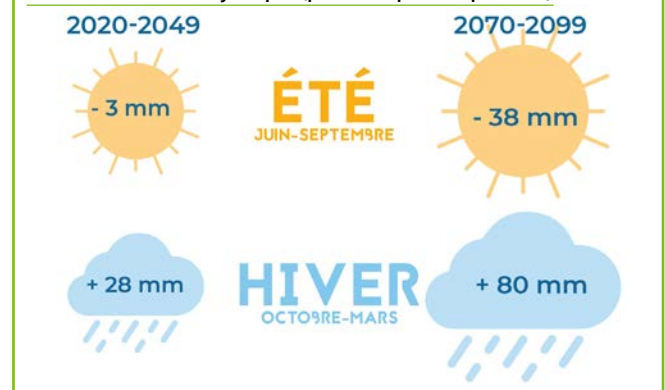 2020-2049
2070-2099
- 3 mm
ÉTÉ
JUIN-SEPTEMBRE
- 38 mm
+ 28 mm
HIVER
OCTOBRE-MARS
+ 80 mm